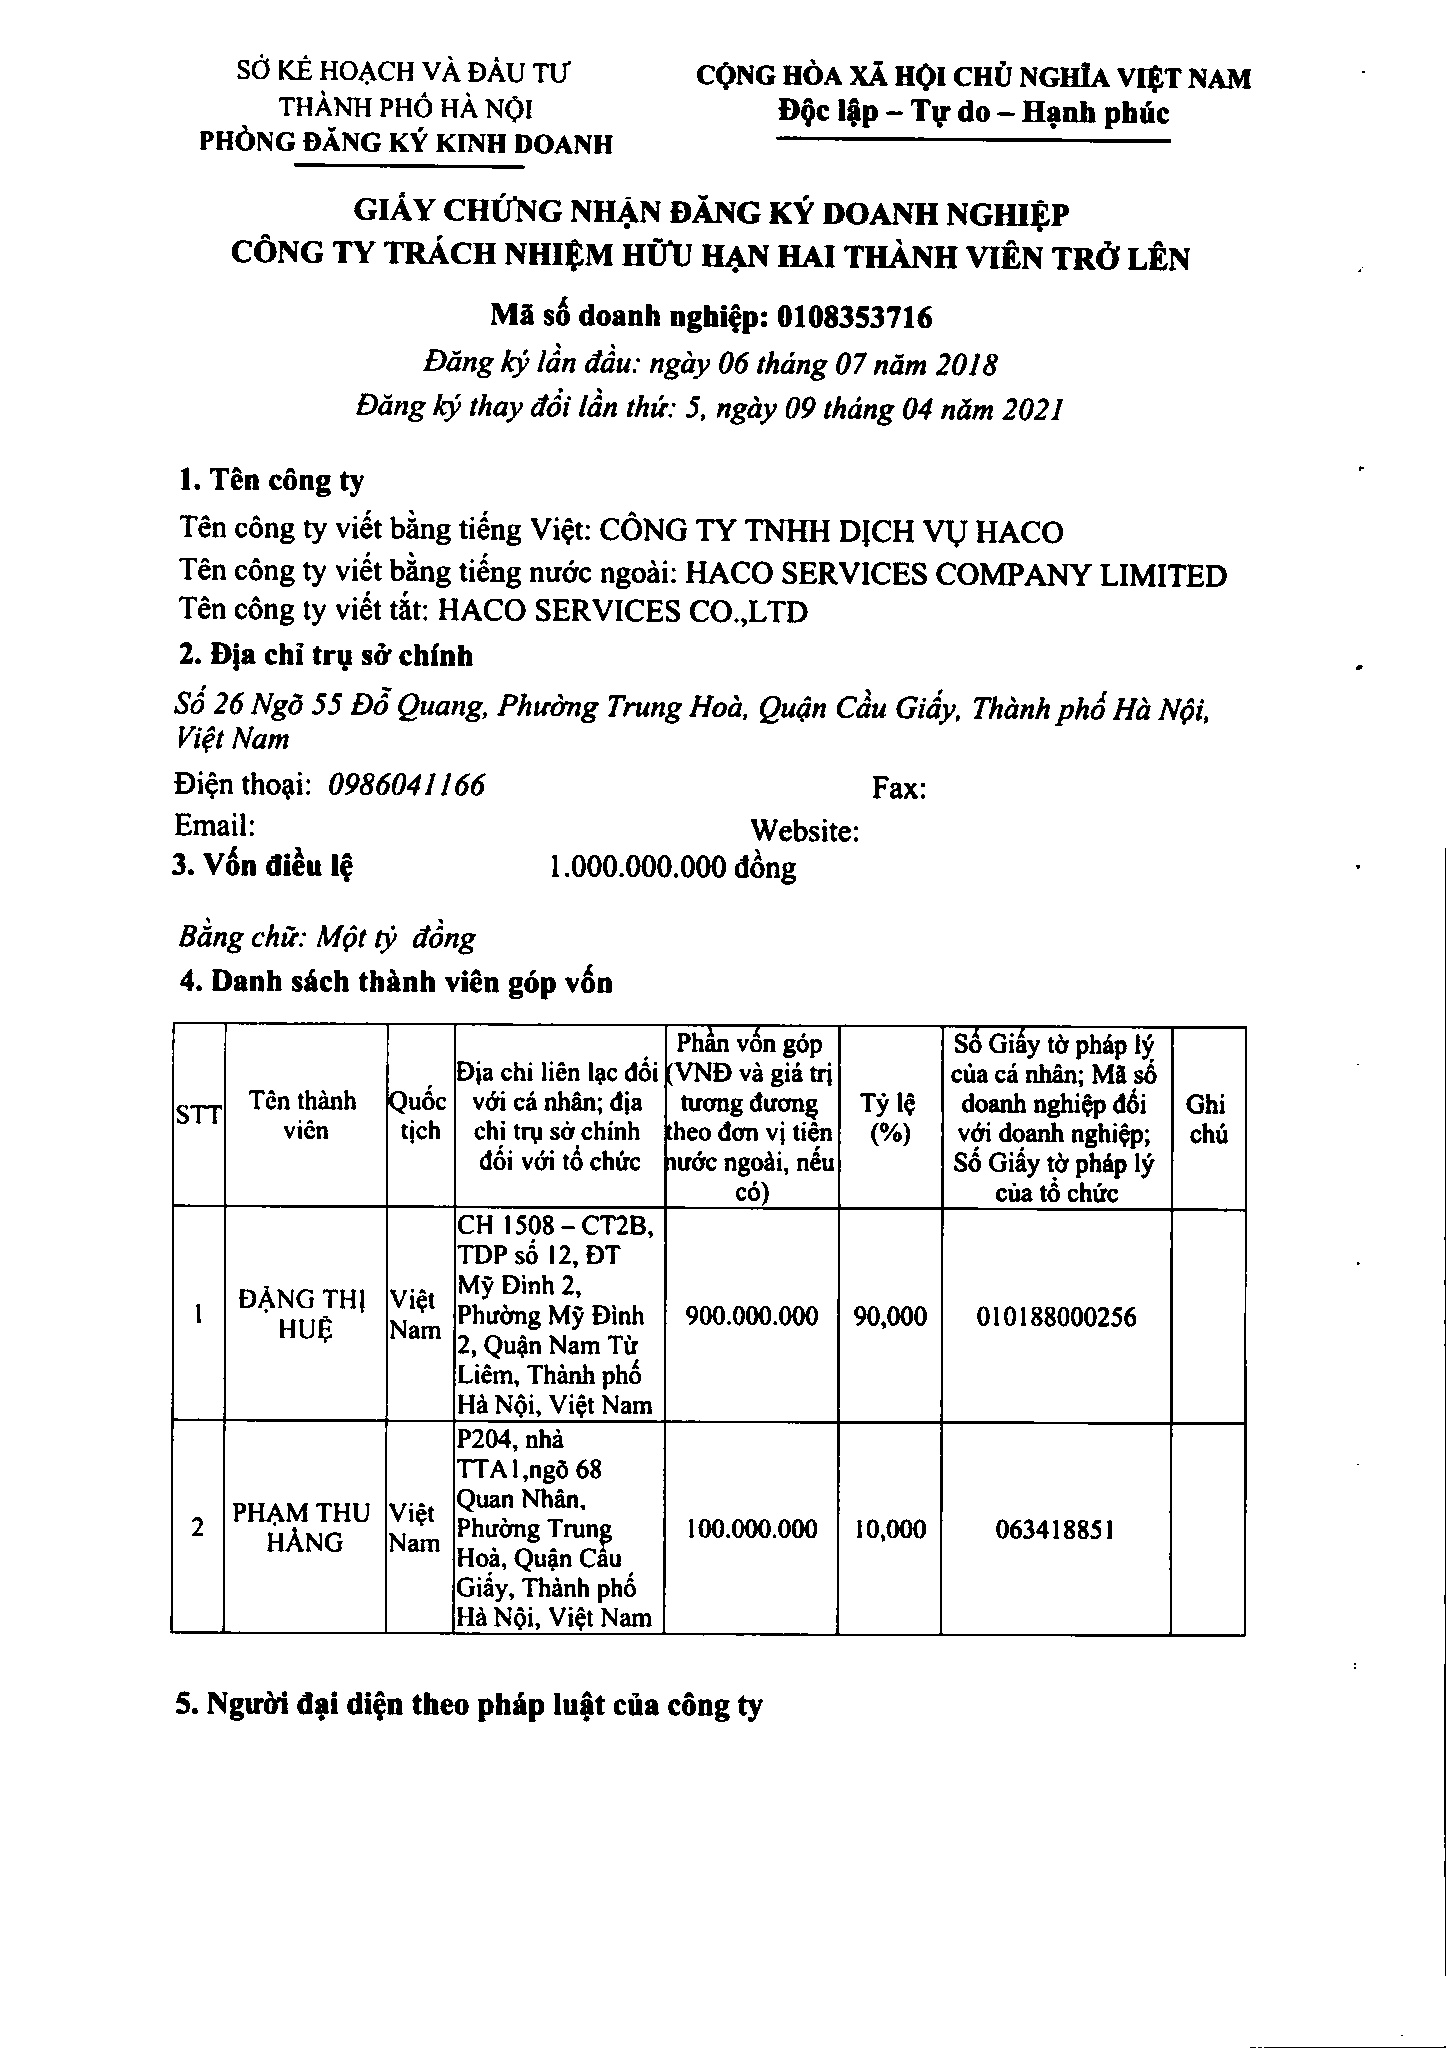 SỞ KẾ HOẠCH VÀ ĐẦU TƯ
THÀNH PHỐ HÀ NỘI
PHÒNG ĐĂNG KÝ KINH DOANH
CỘNG HÒA XÃ HỘI CHỦ NGHĨA VIỆT NAM
Độc lập – Tự do – Hạnh phúc
GIẤY CHỨNG NHẬN ĐĂNG KÝ DOANH NGHIỆP
CÔNG TY TRÁCH NHIỆM HỮU HẠN HAI THÀNH VIÊN TRỞ LÊN
Mã số doanh nghiệp: 0108353716
Đăng ký lần đầu: ngày 06 tháng 07 năm 2018
Đăng ký thay đổi lần thứ: 5, ngày 09 tháng 04 năm 2021
1. Tên công ty
Tên công ty viết bằng tiếng Việt: CÔNG TY TNHH DỊCH VỤ HACO
Tên công ty viết bằng tiếng nước ngoài: HACO SERVICES COMPANY LIMITED
Tên công ty viết tắt: HACO SERVICES CO.,LTD
2. Địa chỉ trụ sở chính
Số 26 Ngõ 55 Đỗ Quang, Phường Trung Hoà, Quận Cầu Giấy, Thành phố Hà Nội,
Việt Nam
Điện thoại: 0986041166 Fax:
Email: Website:
3. Vốn điều lệ 1.000.000.000 đồng
Bằng chữ: Một tỷ đồng
4. Danh sách thành viên góp vốn
STT
Tên thành
viên
Quốc
tịch
Địa chỉ liên lạc đối
với cá nhân; địa
chỉ trụ sở chính
đối với tổ chức
Phần vốn góp
(VNĐ và giá trị
tương đương
theo đơn vị tiền
nước ngoài, nếu
có)
Tỷ lệ
(%)
Số Giấy tờ pháp lý
của cá nhân; Mã số
doanh nghiệp đối
với doanh nghiệp;
Số Giấy tờ pháp lý
của tổ chức
Ghi
chú
1
ĐẶNG THỊ
HUỆ
Việt
Nam
CH 1508 – CT2B,
TDP số 12, ĐT
Mỹ Đình 2,
Phường Mỹ Đình
2, Quận Nam Từ
Liêm, Thành phố
Hà Nội, Việt Nam
900.000.000
90,000
010188000256
2
PHẠM THU
HẰNG
Việt
Nam
P204, nhà
TTA1,ngõ 68
Quan Nhân,
Phường Trung
Hoà, Quận Cầu
Giấy, Thành phố
Hà Nội, Việt Nam
100.000.000
10,000
063418851
5. Người đại diện theo pháp luật của công ty